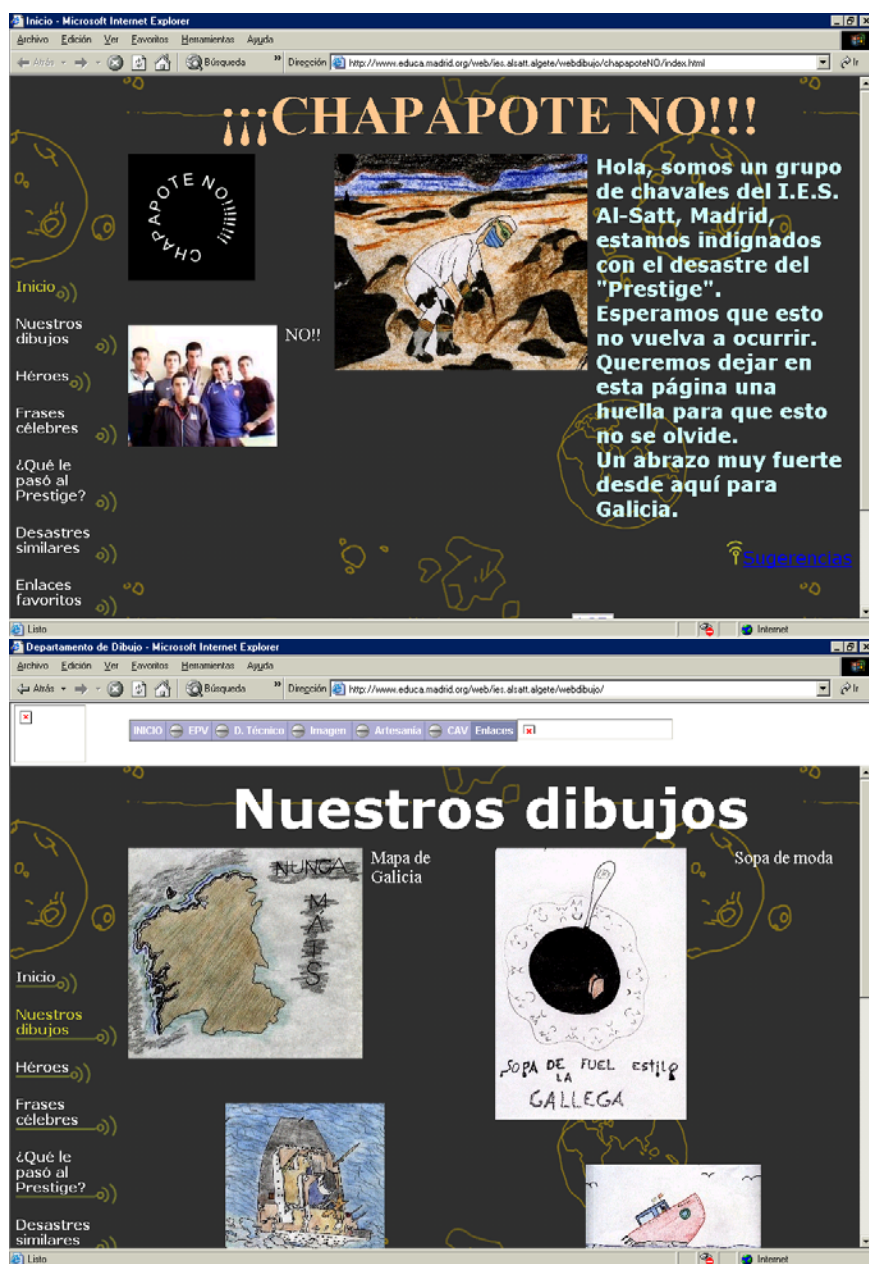 Inicio - Microsoft Internet Explorer
Archivo Edición Ver Favoritos Herramientas Ayuda
Atrás Búsqueda » Dirección http://www.educa.madrid.org/web/ies.alsatt.algete/webdibujo/chapapoteNO/index.html Ir
¡¡¡CHAPAPOTE NO!!!
CHAPAPOTE NO!!!!!!!!
NO!!
Hola, somos un grupo
de chavales del I.E.S.
Al-Satt, Madrid,
estamos indignados
con el desastre del
"Prestige".
Esperamos que esto
no vuelva a ocurrir.
Queremos dejar en
esta página una
huella para que esto
no se olvide.
Un abrazo muy fuerte
desde aquí para
Galicia.
Sugerencias
Inicio
Nuestros
dibujos
Héroes
Frases
célebres
¿Qué le
pasó al
Prestige?
Desastres
similares
Enlaces
favoritos
Listo
Internet
Departamento de Dibujo - Microsoft Internet Explorer
Archivo Edición Ver Favoritos Herramientas Ayuda
Atrás Búsqueda » Dirección http://www.educa.madrid.org/web/ies.alsatt.algete/webdibujo/ Ir
INICIO EPV D. Técnico Imagen Artesania CAV Enlaces
Nuestros dibujos
NUNCA
MAIS
Mapa de
Galicia
SOPA DE FUEL ESTILO
LA
GALLEGA
Sopa de moda
Inicio
Nuestros
dibujos
Héroes
Frases
célebres
¿Qué le
pasó al
Prestige?
Desastres
similares
Listo
Internet